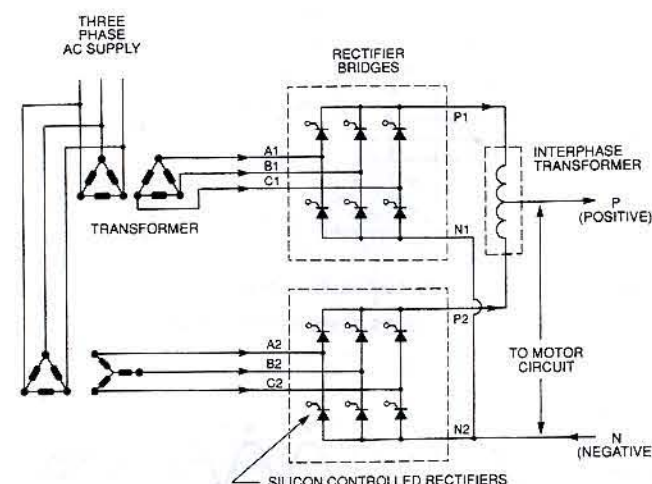 THREE
PHASE
AC SUPPLY
RECTIFIER
BRIDGES
P1
INTERPHASE
TRANSFORMER
A1
B1
C1
P
(POSITIVE)
TRANSFORMER
N1
P2
A2
B2
C2
TO MOTOR
CIRCUIT
N2
N
(NEGATIVE
SILICON CONTROLLED RECTIFIERS